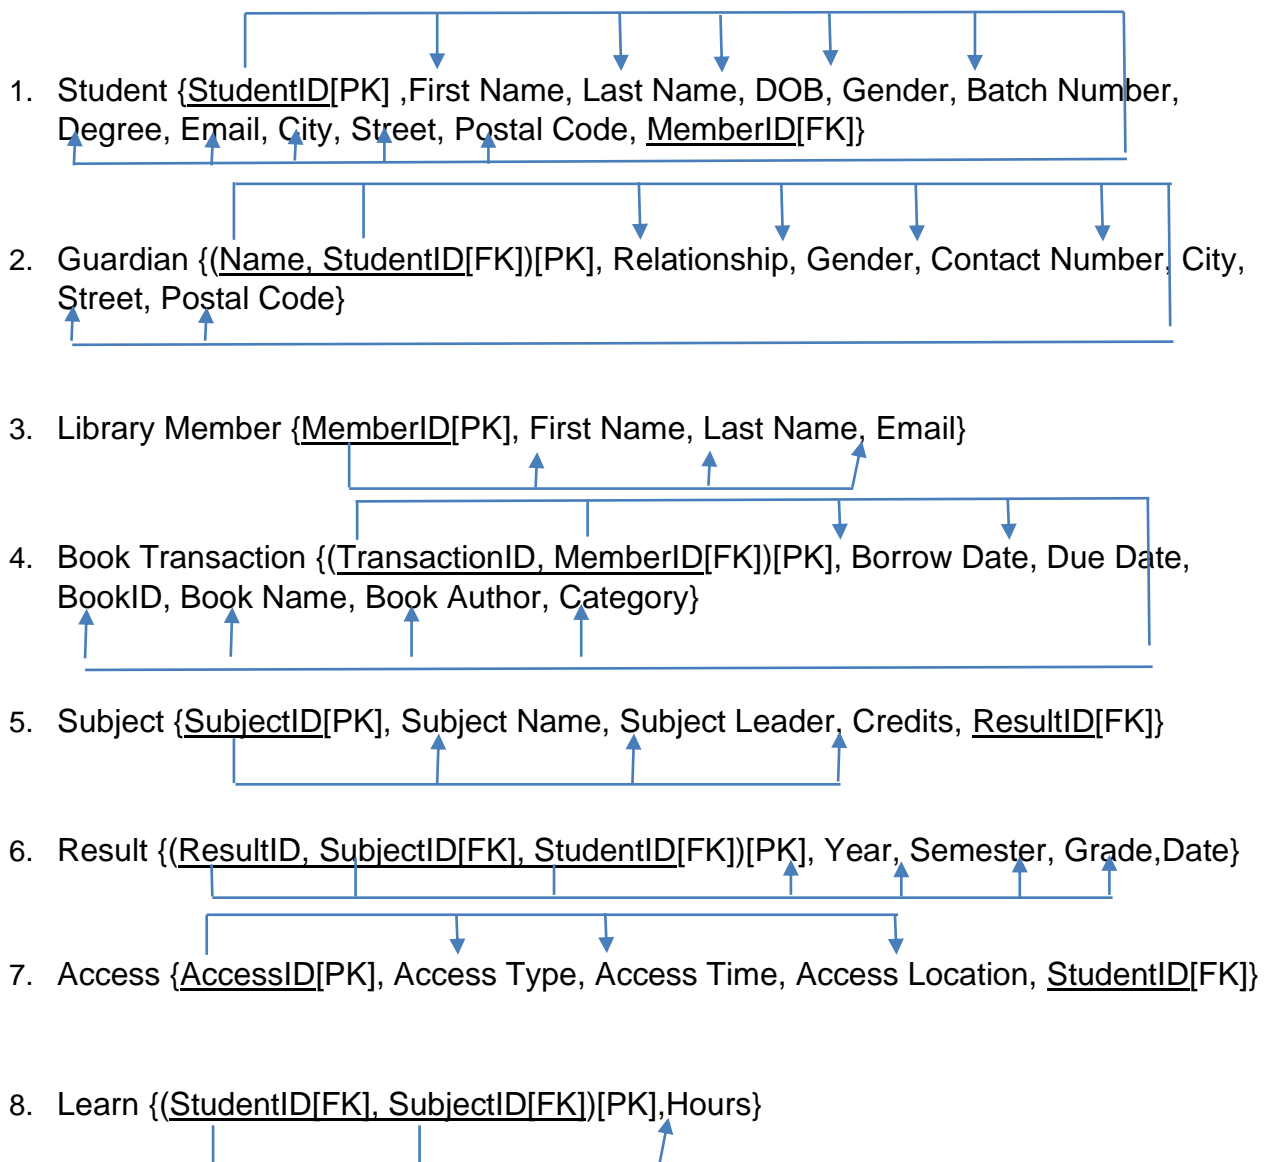 1. Student {StudentID[PK] ,First Name, Last Name, DOB, Gender, Batch Number,
Degree, Email, City, Street, Postal Code, MemberID[FK]}
2. Guardian {(Name, StudentID[FK])[PK], Relationship, Gender, Contact Number, City,
Street, Postal Code}
3. Library Member {MemberID[PK], First Name, Last Name, Email}
4. Book Transaction {(TransactionID, MemberID[FK])[PK], Borrow Date, Due Date,
BookID, Book Name, Book Author, Category}
5. Subject {SubjectID[PK], Subject Name, Subject Leader, Credits, ResultID[FK]}
6. Result {(ResultID, SubjectID[FK], StudentID[FK])[PK], Year, Semester, Grade,Date}
7. Access {AccessID[PK], Access Type, Access Time, Access Location, StudentID[FK]}
8. Learn {(StudentID[FK], SubjectID[FK])[PK],Hours}